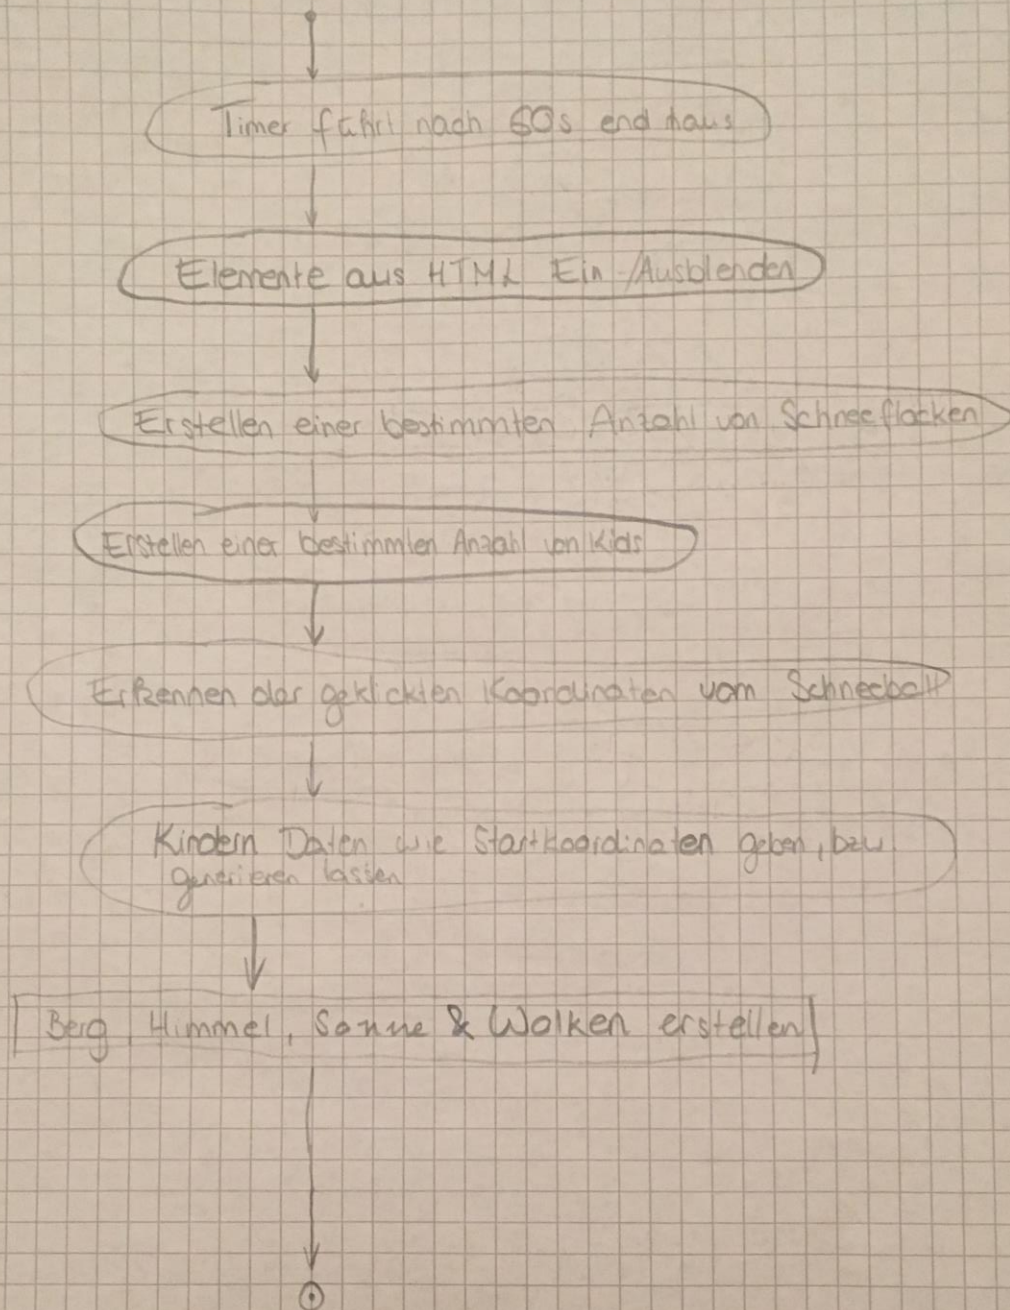 Timer führt nach 60s end haus
Elemente aus HTML Ein-/Ausblenden
Erstellen einer bestimmten Anzahl von Schneeflocken
Erstellen einer bestimmten Anzahl von Kids
Erkennen der geklickten Koordinaten vom Schneeball
Kindern Daten wie Startkoordinaten geben, bzw.
generieren lassen
Berg, Himmel, Sonne & Wolken erstellen